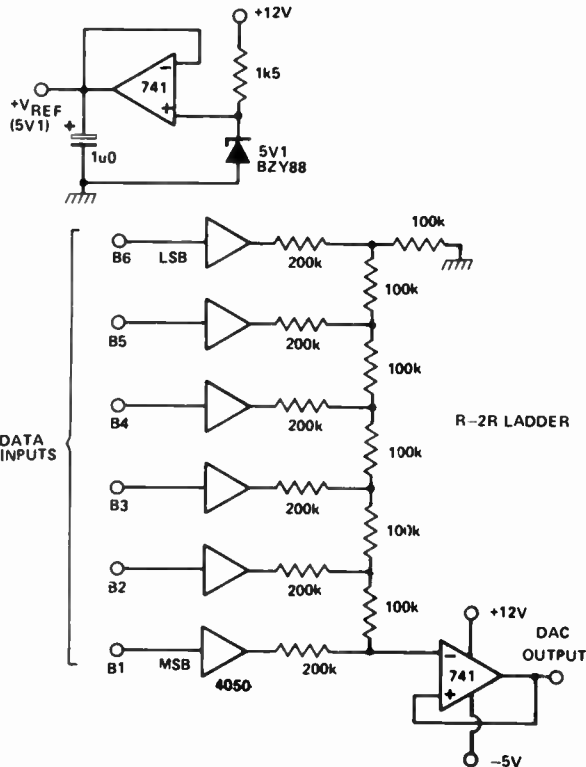 +12V
1k5
741
−
+
+VREF
(5V1)
+
1u0
5V1
BZY88
100k
B6
LSB
200k
100k
B5
200k
100k
B4
200k
R−2R LADDER
DATA
INPUTS
100k
B3
200k
100k
B2
200k
100k
+12V
B1
MSB
4050
200k
−
+
741
DAC
OUTPUT
−5V